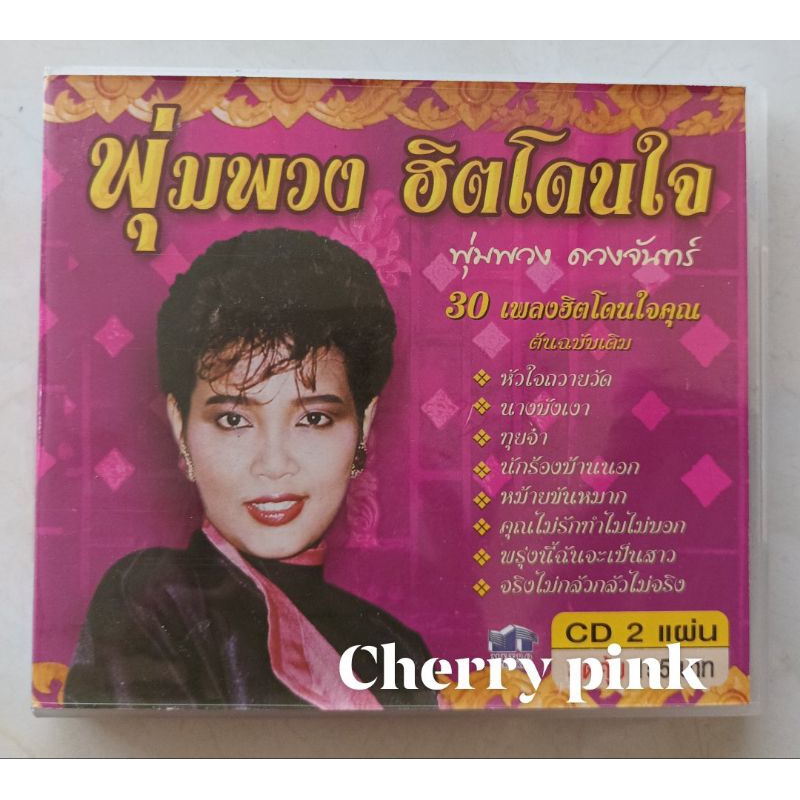 พุ่มพวง ฮิตโดนใจ
พุ่มพวง ดวงจันทร์
30 เพลงฮิตโดนใจคุณ
ต้นฉบับเดิม
❖ หัวใจถวายวัด
❖ นางบังเงา
❖ ทุยจ๋า
❖ นักร้องบ้านนอก
❖ หม้ายขันหมาก
❖ คุณไม่รักทำไมไม่บอก
❖ พรุ่งนี้ฉันจะเป็นสาว
❖ จริงไม่กลัวกลัวไม่จริง
CD 2 แผ่น
Cherry pink